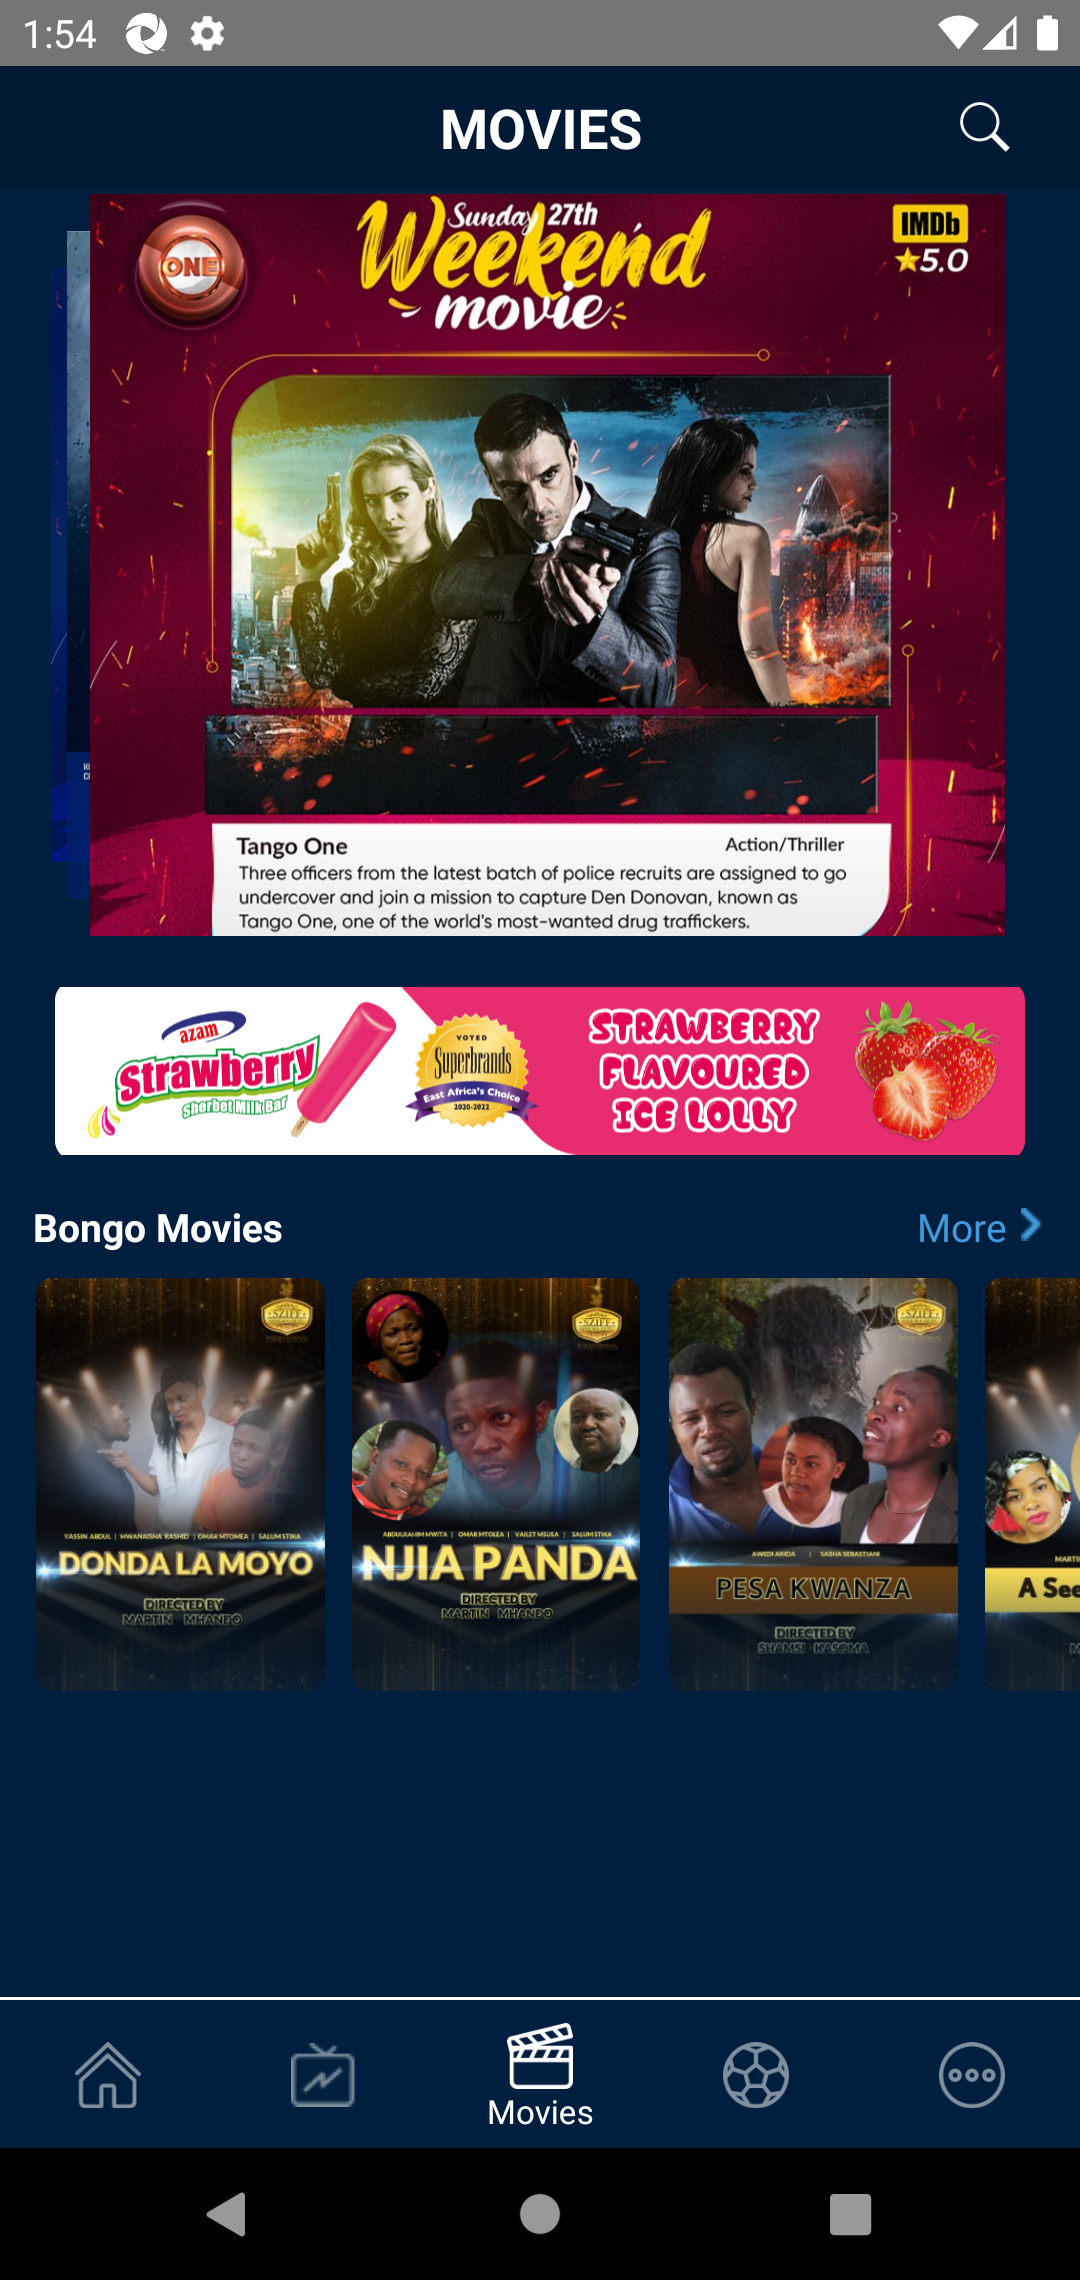 1:54
MOVIES
Sunday 27th
Weekend
movie
ONE
IMDb
5.0
Tango One
Action/Thriller
Three officers from the latest batch of police recruits are assigned to go
undercover and join a mission to capture Den Donovan, known as
Tango One, one of the world's most-wanted drug traffickers.
azam
Strawberry
Sherbet Milk Bar
VOTED
Superbrands
East Africa's Choice
2020-2022
STRAWBERRY
FLAVOURED
ICE LOLLY
Bongo Movies
More
SZIFF
YASSIN ABDUL | MWANAISHA RASHID | OMAR MTOMEA | SALUM STIKA
DONDA LA MOYO
DIRECTED BY
MARTIN MHANDO
SZIFF
ABDULRAHIM MWITA | OMAR MTOLEA | VAILET MSUSA | SALUM STIKA
NJIA PANDA
DIRECTED BY
MARTIN MHANDO
SZIFF
AWEDI AKIDA | SASHA SEBASTIANI
PESA KWANZA
DIRECTED BY
SHAMSI KASOMA
MARTI
A See
Movies